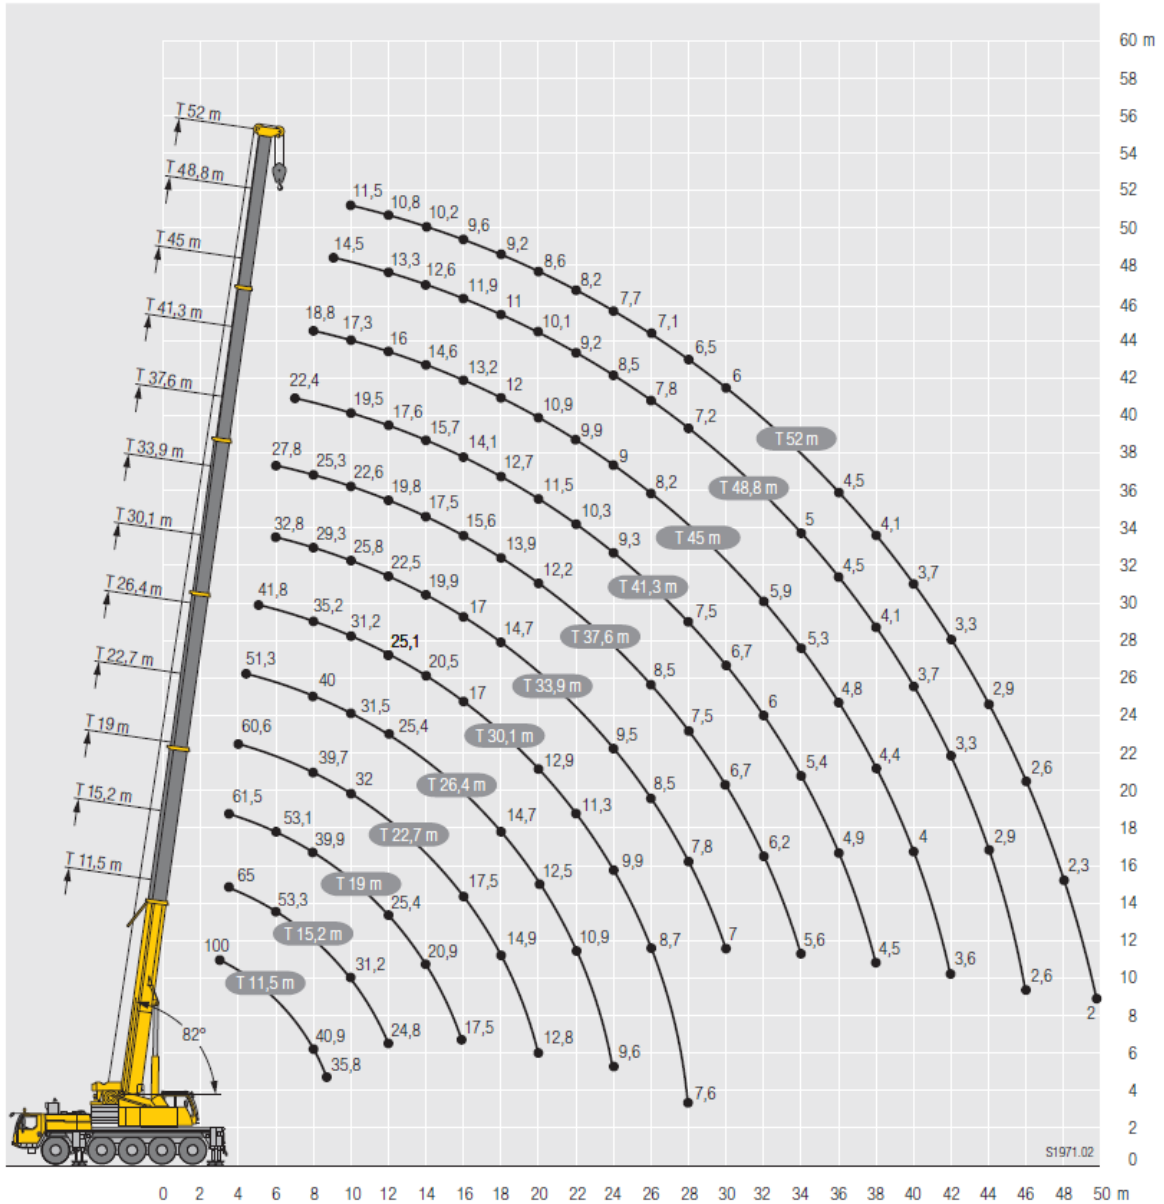 60 m
58
56
T 52 m
54
T 48,8 m
52
11,5 10,8 10,2 9,6 9,2 8,6 8,2 7,7 7,1 6,5 6
50
T 45 m
14,5 13,3 12,6 11,9 11 10,1 9,2 8,5 7,8 7,2
48
46
T 41,3 m
18,8 17,3 16 14,6 13,2 12 10,9 9,9 9 8,2
44
42
T 37,6 m
22,4 19,5 17,6 15,7 14,1 12,7 11,5 10,3 9,3
40
T 52 m
38
T 33,9 m
27,8 25,3 22,6 19,8 17,5 15,6 13,9 12,2
T 48,8 m
4,5 4,1 3,7 3,3 2,9 2,6 2,3 2
36
T 30,1 m
32,8 29,3 25,8 22,5 19,9 17 14,7
T 45 m
5 4,5 4,1 3,7 3,3 2,9 2,6
34
32
T 26,4 m
41,8 35,2 31,2 25,1 20,5 17
T 41,3 m
5,9 5,3 4,8 4,4 4 3,6
30
T 37,6 m
7,5 6,7 6 5,4 4,9 4,5
28
T 22,7 m
51,3 40 31,5 25,4
T 33,9 m
8,5 7,5 6,7 6,2 5,6
26
24
T 19 m
60,6 39,7 32
T 30,1 m
9,5 8,5 7,8 7
22
T 26,4 m
12,9 11,3 9,9 8,7 7,6
20
T 15,2 m
61,5 53,1 39,9
T 22,7 m
14,7 12,5 10,9 9,6
18
T 11,5 m
65 53,3
T 19 m
17,5 14,9 12,8
16
14
T 15,2 m
25,4 20,9 17,5
12
100
T 11,5 m
31,2 24,8
10
82°
40,9 35,8
8
6
4
2
S1971.02
0
0 2 4 6 8 10 12 14 16 18 20 22 24 26 28 30 32 34 36 38 40 42 44 46 48 50 m